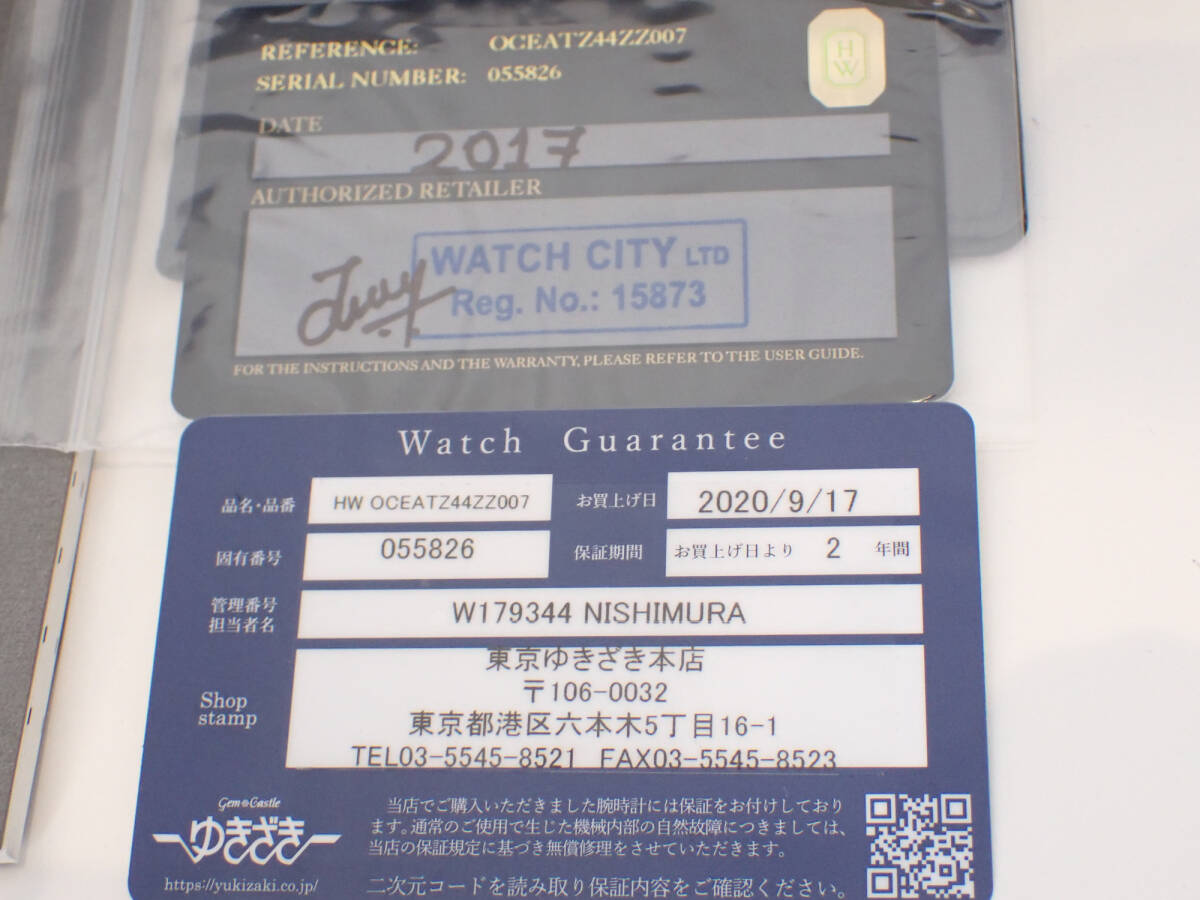 REFERENCE: OCEATZ44ZZ007
HW
SERIAL NUMBER: 055826
DATE
2017
AUTHORIZED RETAILER
WATCH CITY LTD
Reg. No.: 15873
FOR THE INSTRUCTIONS AND THE WARRANTY, PLEASE REFER TO THE USER GUIDE.
Watch Guarantee
品名・品番 HW OCEATZ44ZZ007 お買上げ日 2020/9/17
固有番号 055826 保証期間 お買上げ日より 2 年間
管理番号
担当者名
W179344 NISHIMURA
Shop
stamp
東京ゆきざき本店
〒106-0032
東京都港区六本木5丁目16-1
TEL03-5545-8521 FAX03-5545-8523
Gem Castle
ゆきざき
https://yukizaki.co.jp/
当店でご購入いただきました腕時計には保証をお付けしており
ます。通常のご使用で生じた機械内部の自然故障につきましては、
当店の保証規定に基づき無償修理をさせていただきます。
二次元コードを読み取り保証内容をご確認ください。